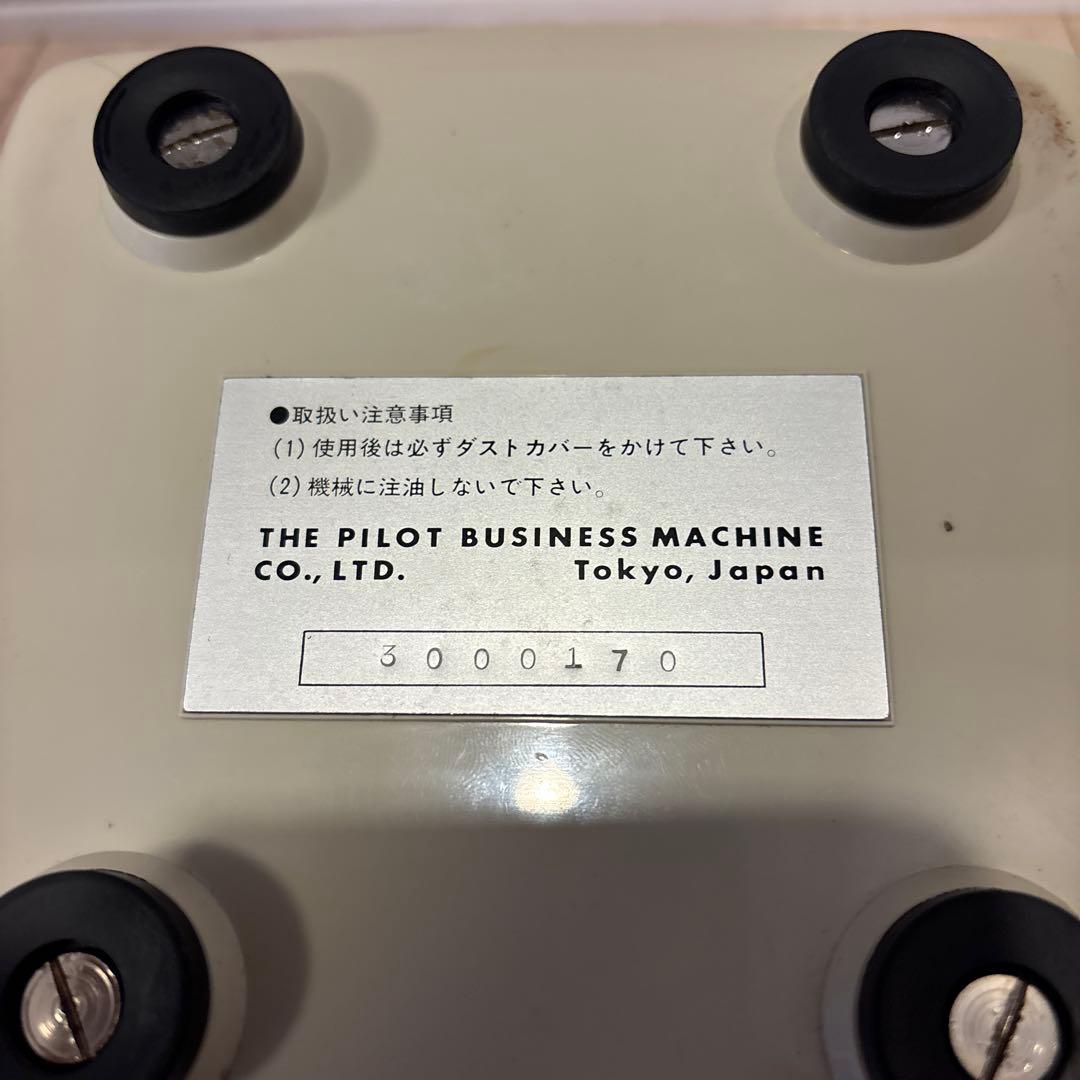 ●取扱い注意事項
(1)使用後は必ずダストカバーをかけて下さい。
(2)機械に注油しないで下さい。
THE PILOT BUSINESS MACHINE
CO., LTD. Tokyo, Japan
3000170